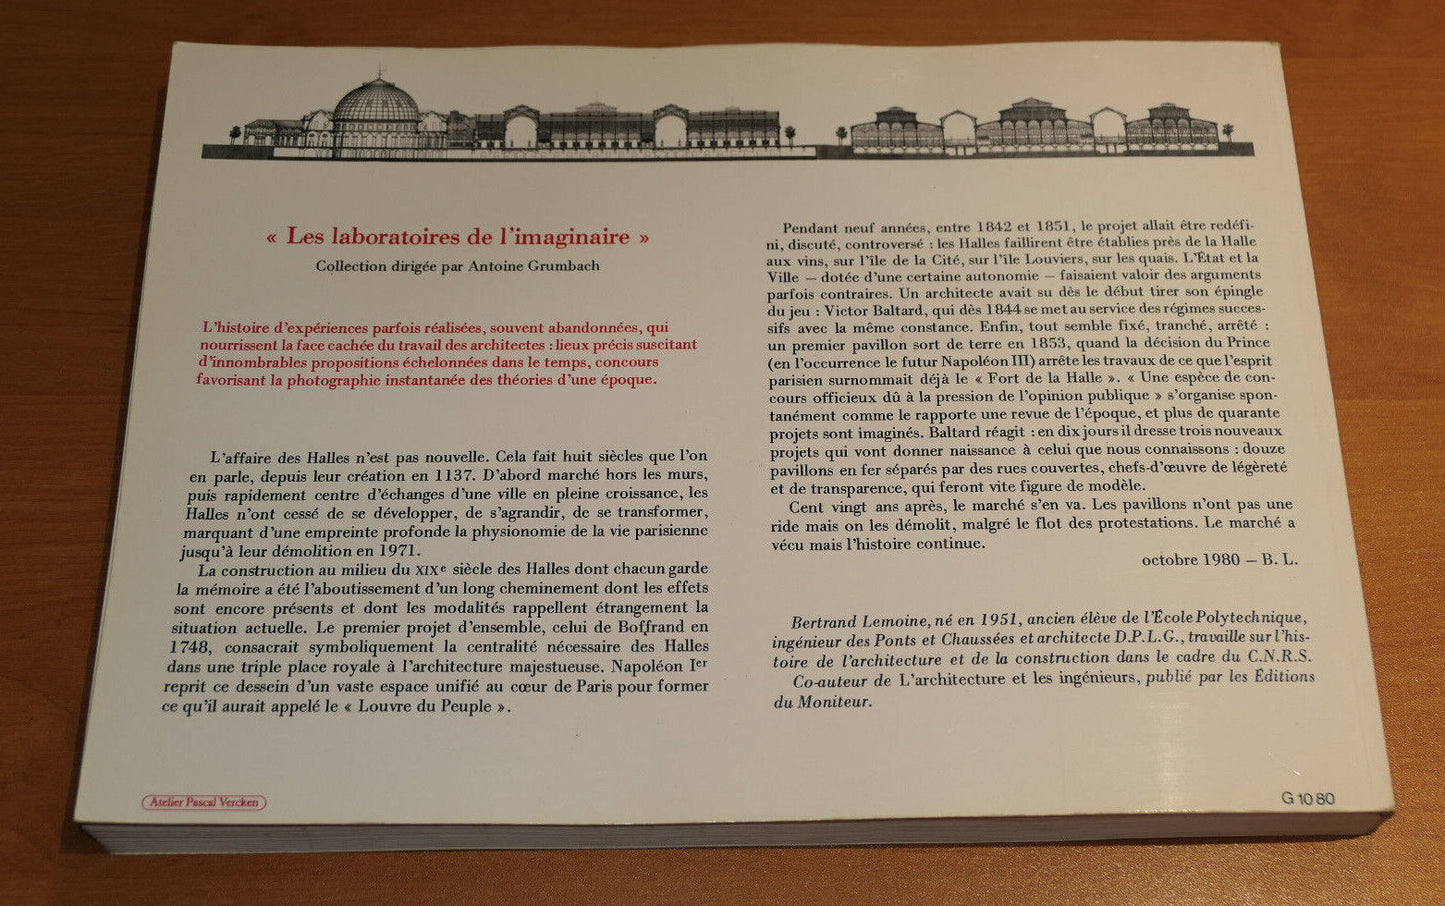 « Les laboratoires de l'imaginaire »
Collection dirigée par Antoine Grumbach
L'histoire d'expériences parfois réalisées, souvent abandonnées, qui
nourrissent la face cachée du travail des architectes : lieux précis suscitant
d'innombrables propositions échelonnées dans le temps, concours
favorisant la photographie instantanée des théories d'une époque.
L'affaire des Halles n'est pas nouvelle. Cela fait huit siècles que l'on
en parle, depuis leur création en 1137. D'abord marché hors les murs,
puis rapidement centre d'échanges d'une ville en pleine croissance, les
Halles n'ont cessé de se développer, de s'agrandir, de se transformer,
marquant d'une empreinte profonde la physionomie de la vie parisienne
jusqu'à leur démolition en 1971.
La construction au milieu du XIXe siècle des Halles dont chacun garde
la mémoire a été l'aboutissement d'un long cheminement dont les effets
sont encore présents et dont les modalités rappellent étrangement la
situation actuelle. Le premier projet d'ensemble, celui de Boffrand en
1748, consacrait symboliquement la centralité nécessaire des Halles
dans une triple place royale à l'architecture majestueuse. Napoléon Ier
reprit ce dessein d'un vaste espace unifié au cœur de Paris pour former
ce qu'il aurait appelé le « Louvre du Peuple ».
Pendant neuf années, entre 1842 et 1851, le projet allait être redéfi-
ni, discuté, controversé : les Halles faillirent être établies près de la Halle
aux vins, sur l'île de la Cité, sur l'île Louviers, sur les quais. L'État et la
Ville — dotée d'une certaine autonomie — faisaient valoir des arguments
parfois contraires. Un architecte avait su dès le début tirer son épingle
du jeu : Victor Baltard, qui dès 1844 se met au service des régimes succes-
sifs avec la même constance. Enfin, tout semble fixé, tranché, arrêté :
un premier pavillon sort de terre en 1853, quand la décision du Prince
(en l'occurrence le futur Napoléon III) arrête les travaux de ce que l'esprit
parisien surnommait déjà le « Fort de la Halle ». « Une espèce de con-
cours officieux dû à la pression de l'opinion publique » s'organise spon-
tanément comme le rapporte une revue de l'époque, et plus de quarante
projets sont imaginés. Baltard réagit : en dix jours il dresse trois nouveaux
projets qui vont donner naissance à celui que nous connaissons : douze
pavillons en fer séparés par des rues couvertes, chefs-d'œuvre de légèreté
et de transparence, qui feront vite figure de modèle.
Cent vingt ans après, le marché s'en va. Les pavillons n'ont pas une
ride mais on les démolit, malgré le flot des protestations. Le marché a
vécu mais l'histoire continue.
octobre 1980 — B. L.
Bertrand Lemoine, né en 1951, ancien élève de l'École Polytechnique,
ingénieur des Ponts et Chaussées et architecte D.P.L.G., travaille sur l'his-
toire de l'architecture et de la construction dans le cadre du C.N.R.S.
Co-auteur de L'architecture et les ingénieurs, publié par les Éditions
du Moniteur.
Atelier Pascal Vercken
G 10 80